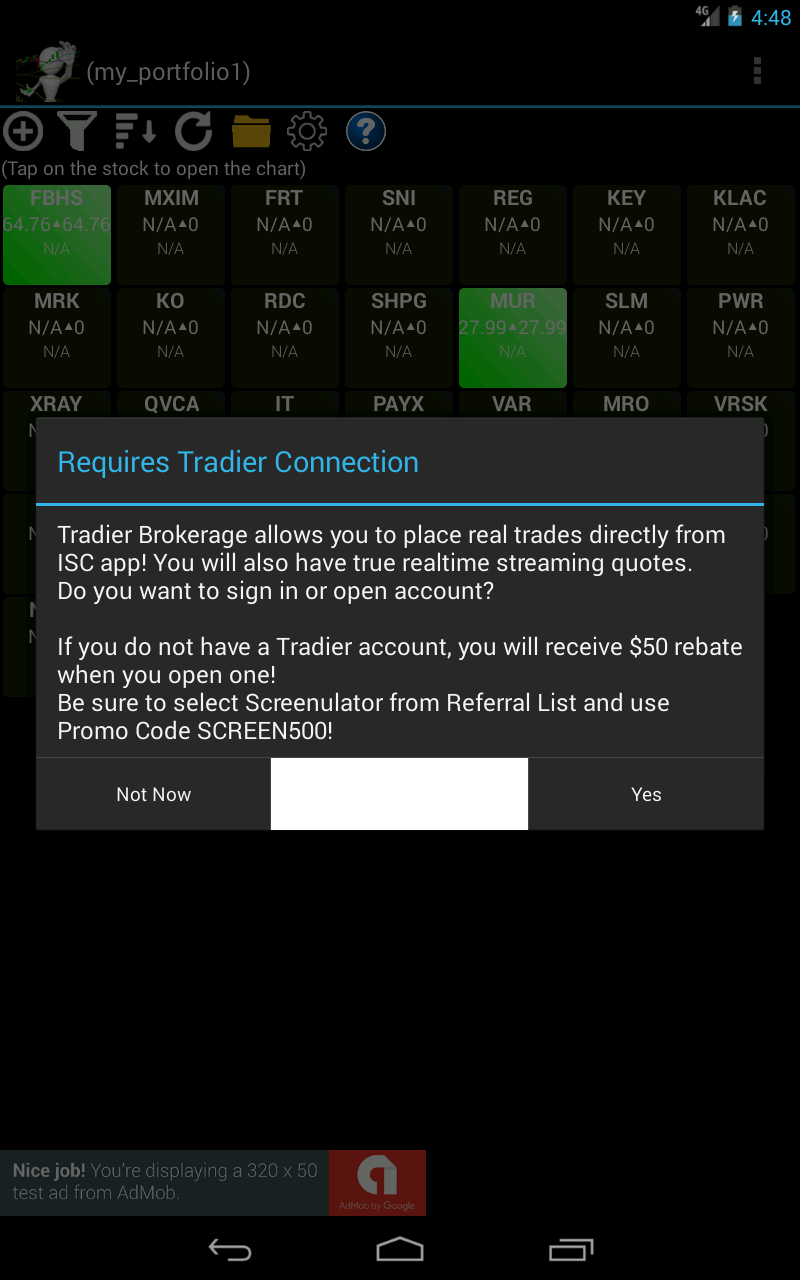 4G 4:48
(my_portfolio1)
(Tap on the stock to open the chart)
FBHS MXIM FRT SNI REG KEY KLAC
64.76▲64.76 N/A▲0 N/A▲0 N/A▲0 N/A▲0 N/A▲0 N/A▲0
N/A N/A N/A N/A N/A N/A N/A
MRK KO RDC SHPG MUR SLM PWR
N/A▲0 N/A▲0 N/A▲0 N/A▲0 27.99▲27.99 N/A▲0 N/A▲0
N/A N/A N/A N/A N/A N/A N/A
XRAY QVCA IT PAYX VAR MRO VRSK
Requires Tradier Connection
Tradier Brokerage allows you to place real trades directly from
ISC app! You will also have true realtime streaming quotes.
Do you want to sign in or open account?
If you do not have a Tradier account, you will receive $50 rebate
when you open one!
Be sure to select Screenulator from Referral List and use
Promo Code SCREEN500!
Not Now Yes
Nice job! You're displaying a 320 x 50
test ad from AdMob.
AdMob by Google